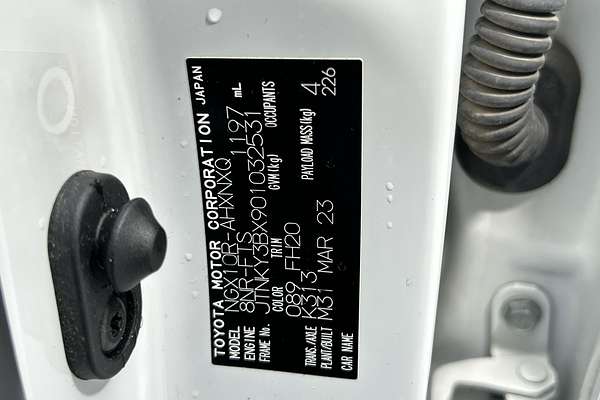 TOYOTA MOTOR CORPORATION JAPAN
MODEL NGX10R-AHXNXQ
ENGINE 8NR-FTS 1197 mL
FRAME No. JTNKY3BX901032531
COLOR TRIM GVM(kg) OCCUPANTS
089 FH20 4
TRANS./AXLE K313 PAYLOAD MASS(kg) 226
PLANT/BUILT M31 MAR 23
CAR NAME